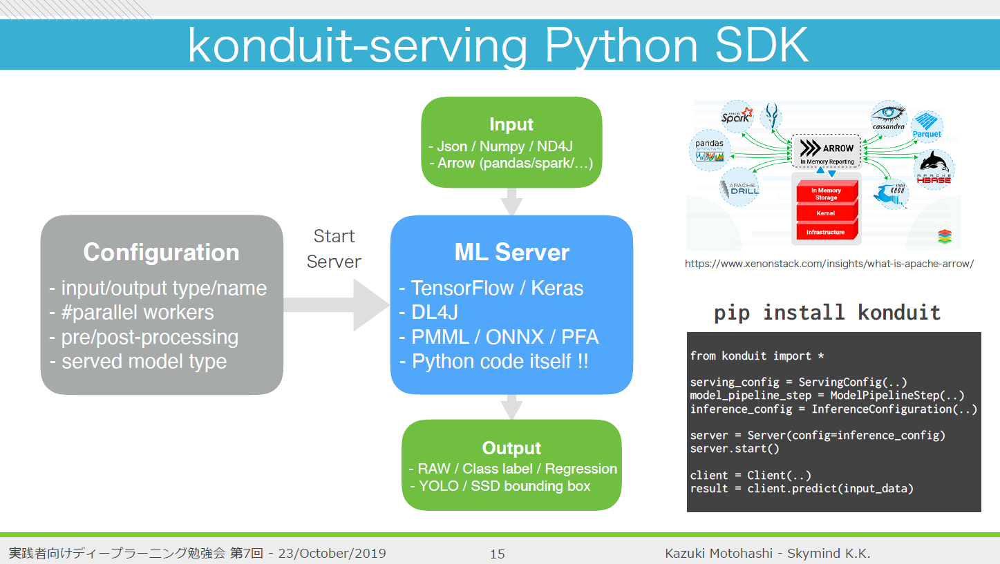 konduit-serving Python SDK
Input
- Json / Numpy / ND4J
- Arrow (pandas/spark/…)
Configuration
- input/output type/name
- #parallel workers
- pre/post-processing
- served model type
Start
Server
ML Server
- TensorFlow / Keras
- DL4J
- PMML / ONNX / PFA
- Python code itself !!
Output
- RAW / Class label / Regression
- YOLO / SSD bounding box
APACHE
Spark
cassandra
Parquet
pandas
ARROW
In Memory Reporting
APACHE
HBASE
APACHE
DRILL
APACHE
KUDU
In Memory
Storage
Kernel
Infrastructure
https://www.xenonstack.com/insights/what-is-apache-arrow/
pip install konduit
from konduit import *
serving_config = ServingConfig(..)
model_pipeline_step = ModelPipelineStep(..)
inference_config = InferenceConfiguration(..)
server = Server(config=inference_config)
server.start()
client = Client(..)
result = client.predict(input_data)
実践者向けディープラーニング勉強会 第7回 - 23/October/2019
15
Kazuki Motohashi - Skymind K.K.